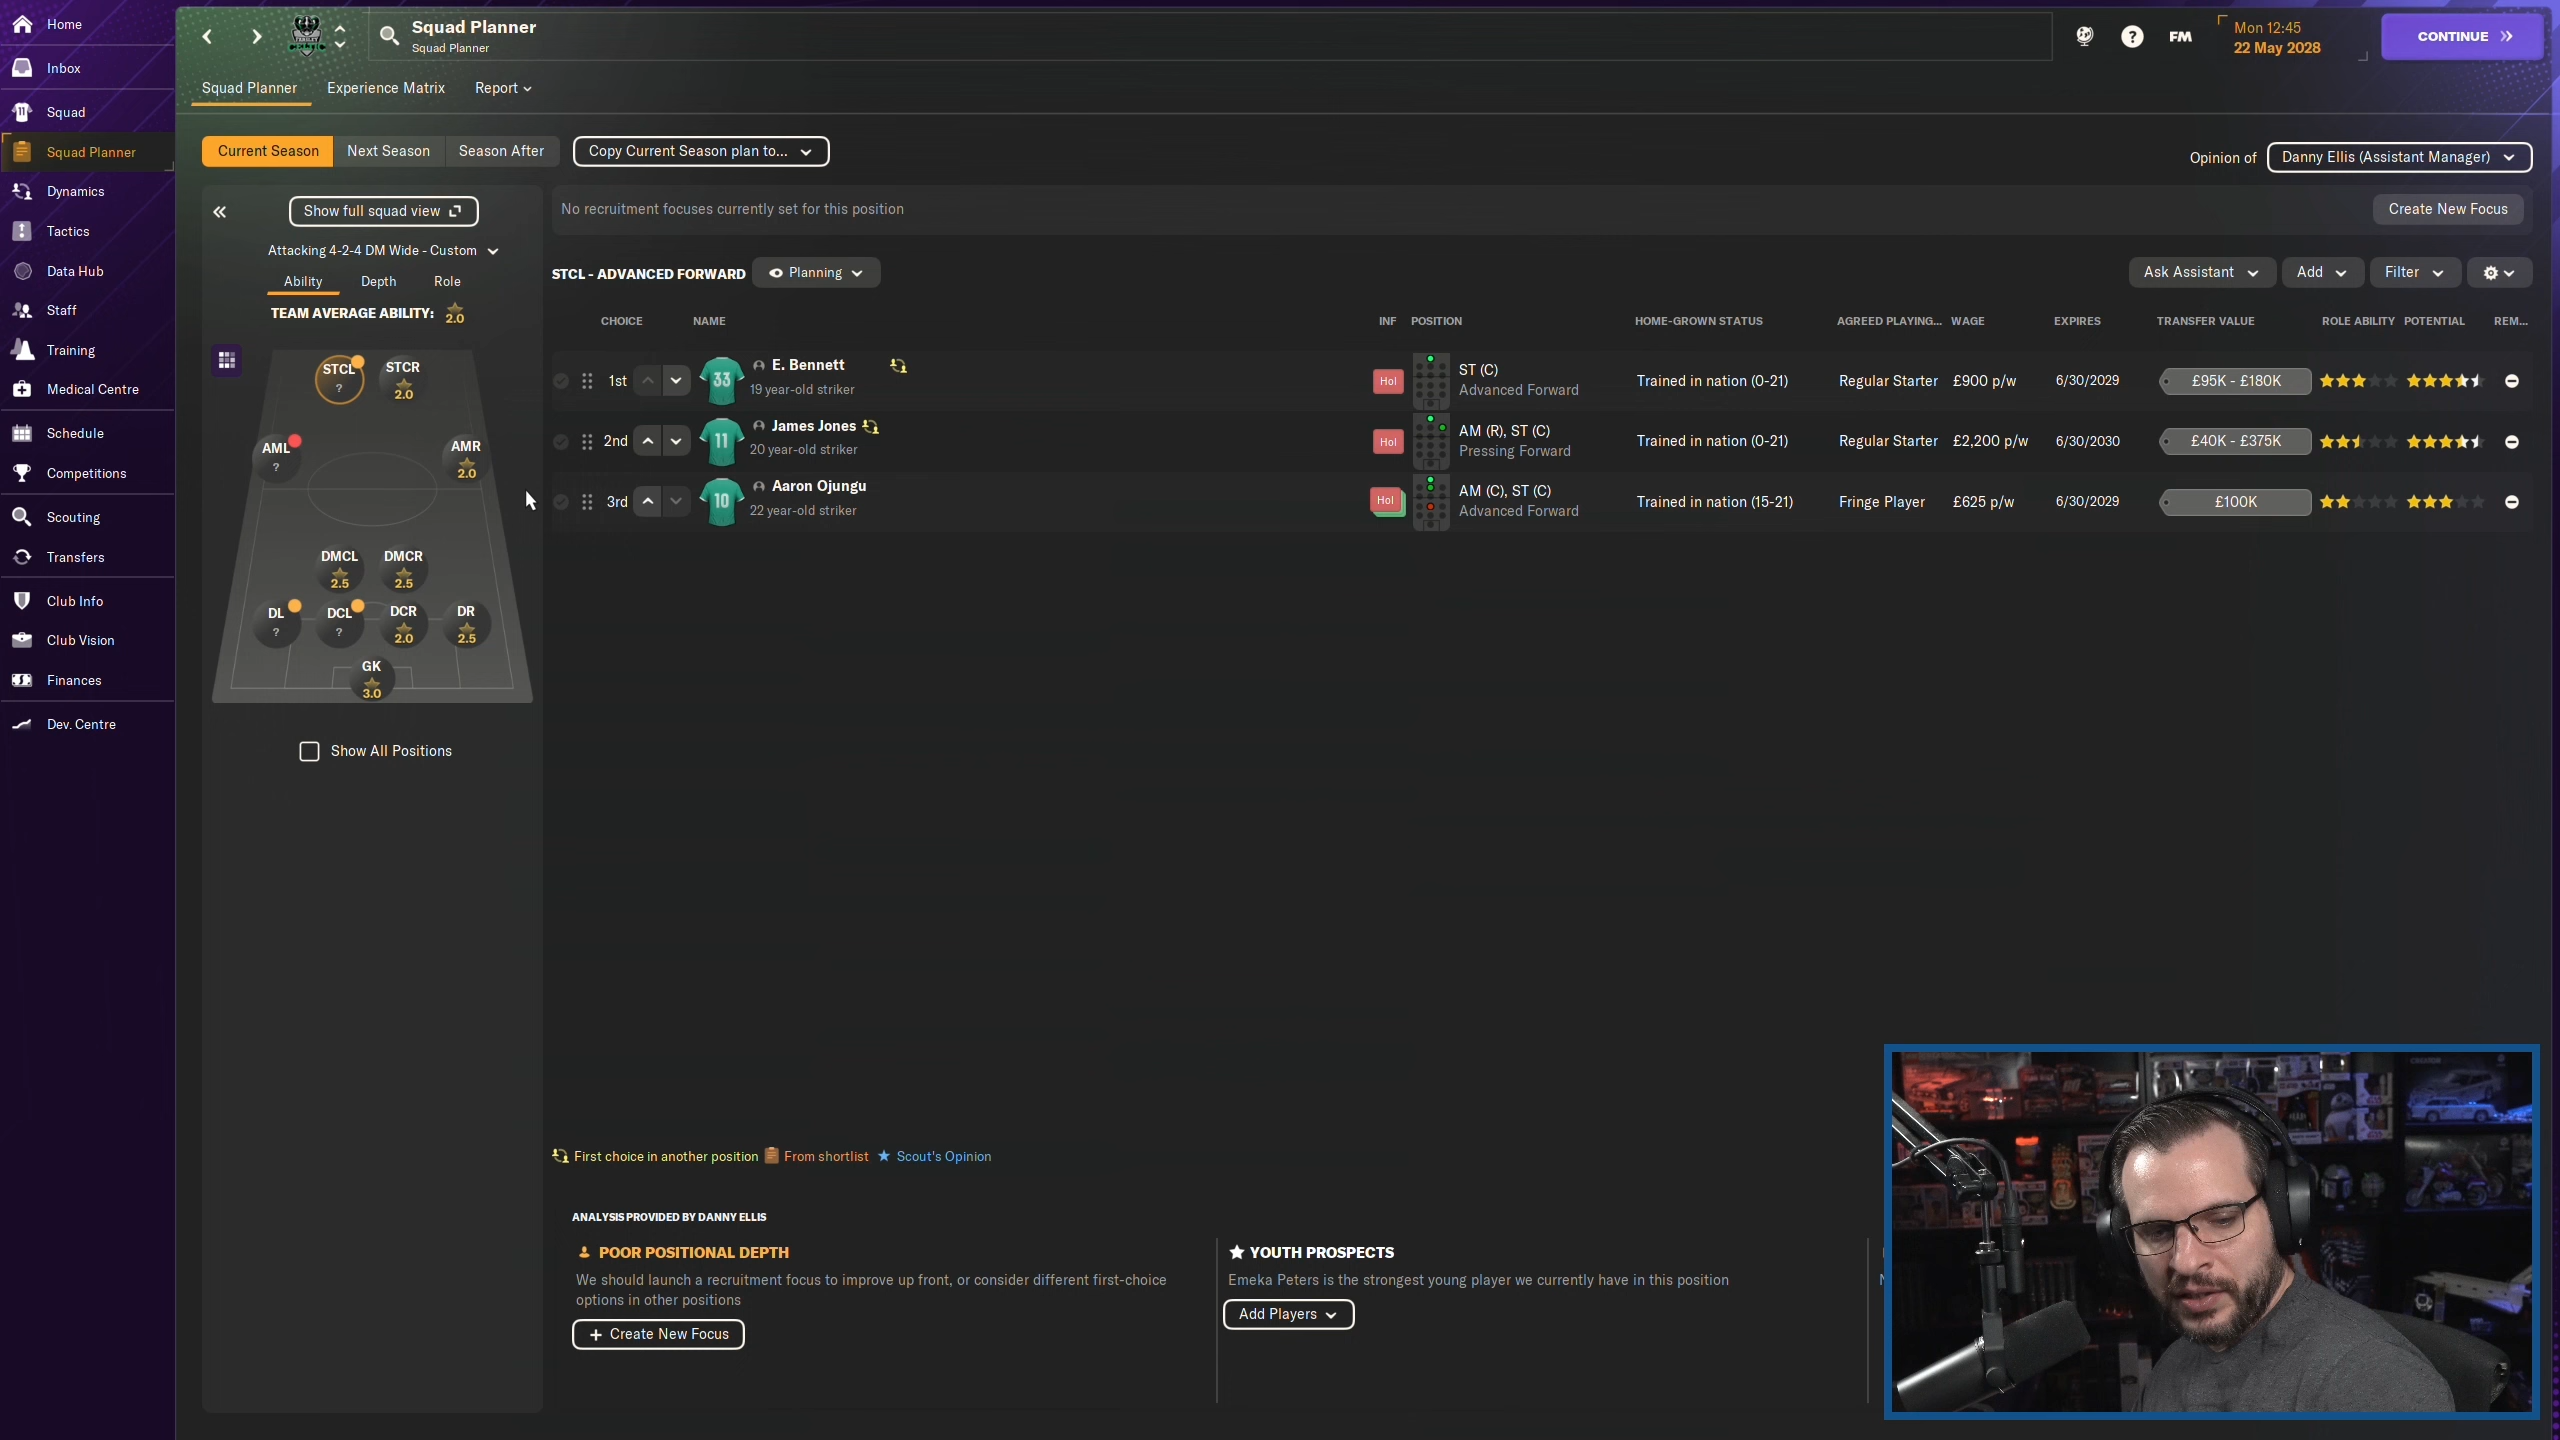 Home
Inbox
Squad
Squad Planner
Dynamics
Tactics
Data Hub
Staff
Training
Medical Centre
Schedule
Competitions
Scouting
Transfers
Club Info
Club Vision
Finances
Dev. Centre
CELTIC
Squad Planner
Squad Planner
?
FM
Mon 12:45
22 May 2028
CONTINUE
Squad Planner
Experience Matrix
Report
Current Season
Next Season
Season After
Copy Current Season plan to...
Opinion of
Danny Ellis (Assistant Manager)
Show full squad view
Attacking 4-2-4 DM Wide - Custom
Ability
Depth
Role
TEAM AVERAGE ABILITY: 2.0
STCL
?
STCR
2.0
AML
?
AMR
2.0
DMCL
2.5
DMCR
2.5
DL
?
DCL
?
DCR
2.0
DR
2.5
GK
3.0
Show All Positions
No recruitment focuses currently set for this position
Create New Focus
STCL - ADVANCED FORWARD
Planning
Ask Assistant
Add
Filter
CHOICE NAME INF POSITION HOME-GROWN STATUS AGREED PLAYING... WAGE EXPIRES TRANSFER VALUE ROLE ABILITY POTENTIAL REM...
1st 33 E. Bennett Hol ST (C) Trained in nation (0-21) Regular Starter £900 p/w 6/30/2029 £95K - £180K
19 year-old striker Advanced Forward
2nd 11 James Jones Hol AM (R), ST (C) Trained in nation (0-21) Regular Starter £2,200 p/w 6/30/2030 £40K - £375K
20 year-old striker Pressing Forward
3rd 10 Aaron Ojungu Hol AM (C), ST (C) Trained in nation (15-21) Fringe Player £625 p/w 6/30/2029 £100K
22 year-old striker Advanced Forward
First choice in another position From shortlist Scout's Opinion
ANALYSIS PROVIDED BY DANNY ELLIS
POOR POSITIONAL DEPTH
We should launch a recruitment focus to improve up front, or consider different first-choice
options in other positions
Create New Focus
YOUTH PROSPECTS
Emeka Peters is the strongest young player we currently have in this position
Add Players